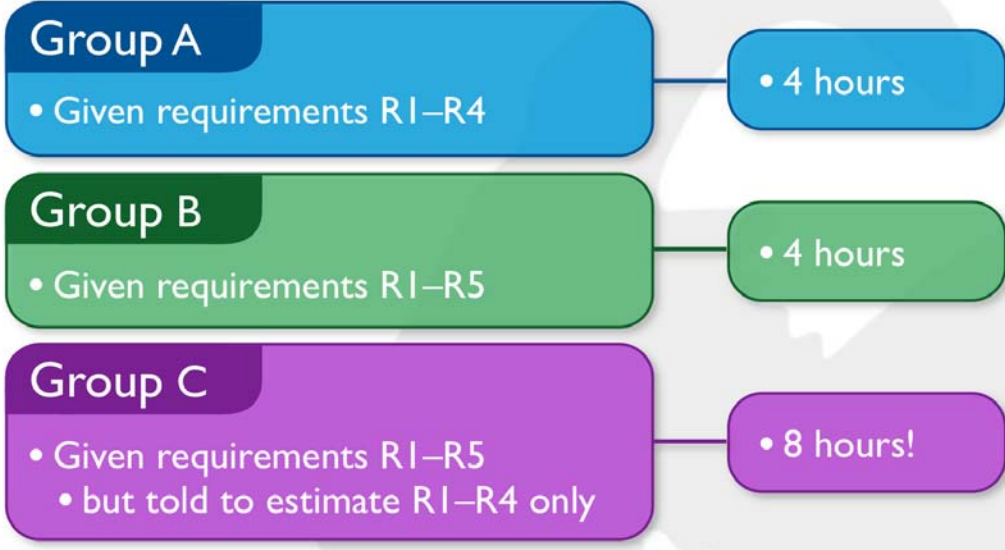 Group A
• Given requirements R1–R4
• 4 hours
Group B
• Given requirements R1–R5
• 4 hours
Group C
• Given requirements R1–R5
• but told to estimate R1–R4 only
• 8 hours!